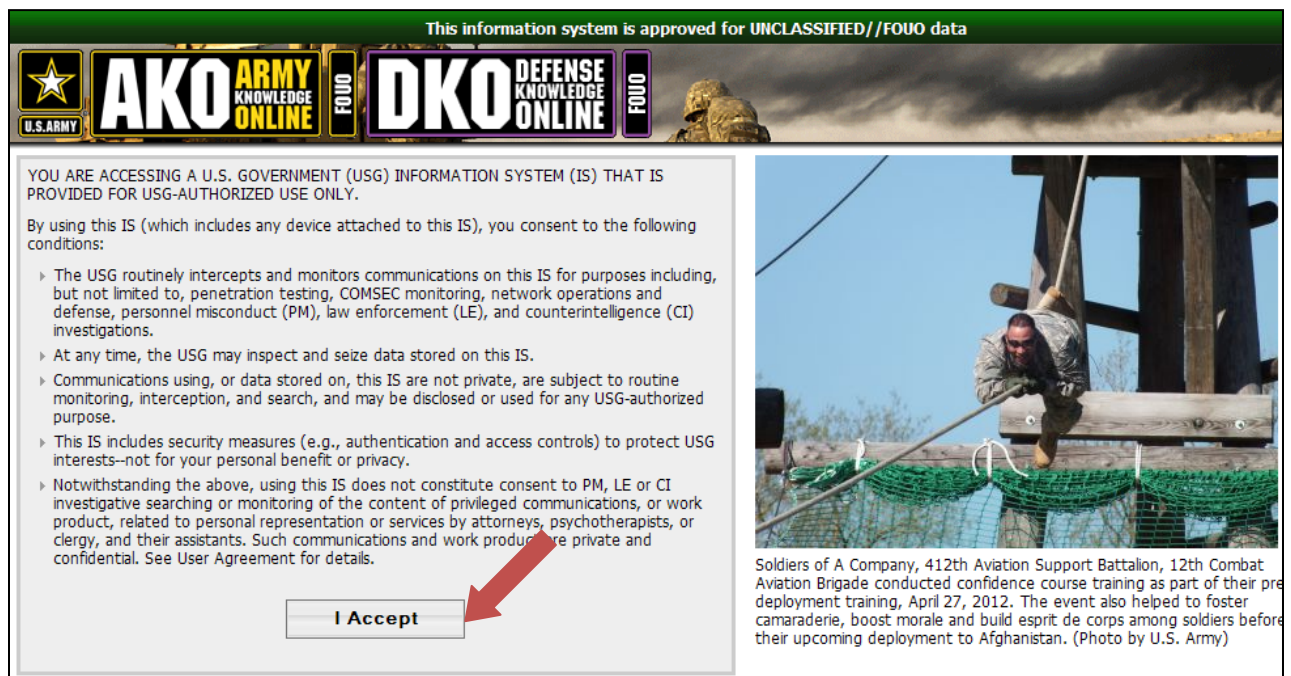 This information system is approved for UNCLASSIFIED//FOUO data
U.S.ARMY
AKO ARMY KNOWLEDGE ONLINE FOUO
DKO DEFENSE KNOWLEDGE ONLINE FOUO
YOU ARE ACCESSING A U.S. GOVERNMENT (USG) INFORMATION SYSTEM (IS) THAT IS
PROVIDED FOR USG-AUTHORIZED USE ONLY.
By using this IS (which includes any device attached to this IS), you consent to the following
conditions:
The USG routinely intercepts and monitors communications on this IS for purposes including,
but not limited to, penetration testing, COMSEC monitoring, network operations and
defense, personnel misconduct (PM), law enforcement (LE), and counterintelligence (CI)
investigations.
At any time, the USG may inspect and seize data stored on this IS.
Communications using, or data stored on, this IS are not private, are subject to routine
monitoring, interception, and search, and may be disclosed or used for any USG-authorized
purpose.
This IS includes security measures (e.g., authentication and access controls) to protect USG
interests--not for your personal benefit or privacy.
Notwithstanding the above, using this IS does not constitute consent to PM, LE or CI
investigative searching or monitoring of the content of privileged communications, or work
product, related to personal representation or services by attorneys, psychotherapists, or
clergy, and their assistants. Such communications and work product re private and
confidential. See User Agreement for details.
I Accept
Soldiers of A Company, 412th Aviation Support Battalion, 12th Combat
Aviation Brigade conducted confidence course training as part of their pre
deployment training, April 27, 2012. The event also helped to foster
camaraderie, boost morale and build esprit de corps among soldiers before
their upcoming deployment to Afghanistan. (Photo by U.S. Army)